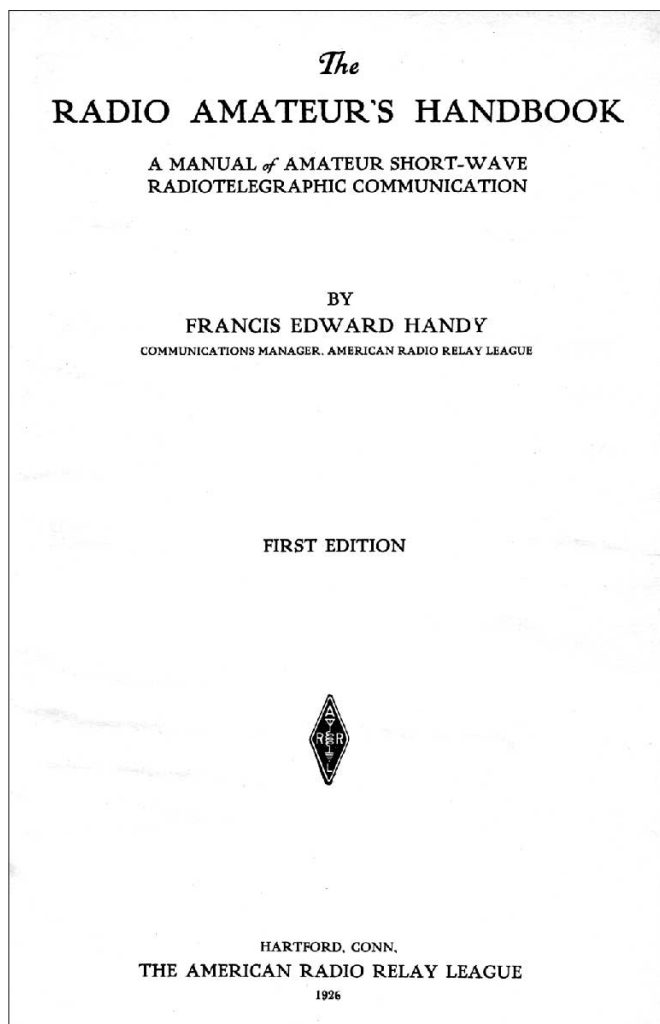 The
RADIO AMATEUR'S HANDBOOK
A MANUAL of AMATEUR SHORT-WAVE
RADIOTELEGRAPHIC COMMUNICATION
BY
FRANCIS EDWARD HANDY
COMMUNICATIONS MANAGER, AMERICAN RADIO RELAY LEAGUE
FIRST EDITION
A
R R
L
HARTFORD, CONN,
THE AMERICAN RADIO RELAY LEAGUE
1926